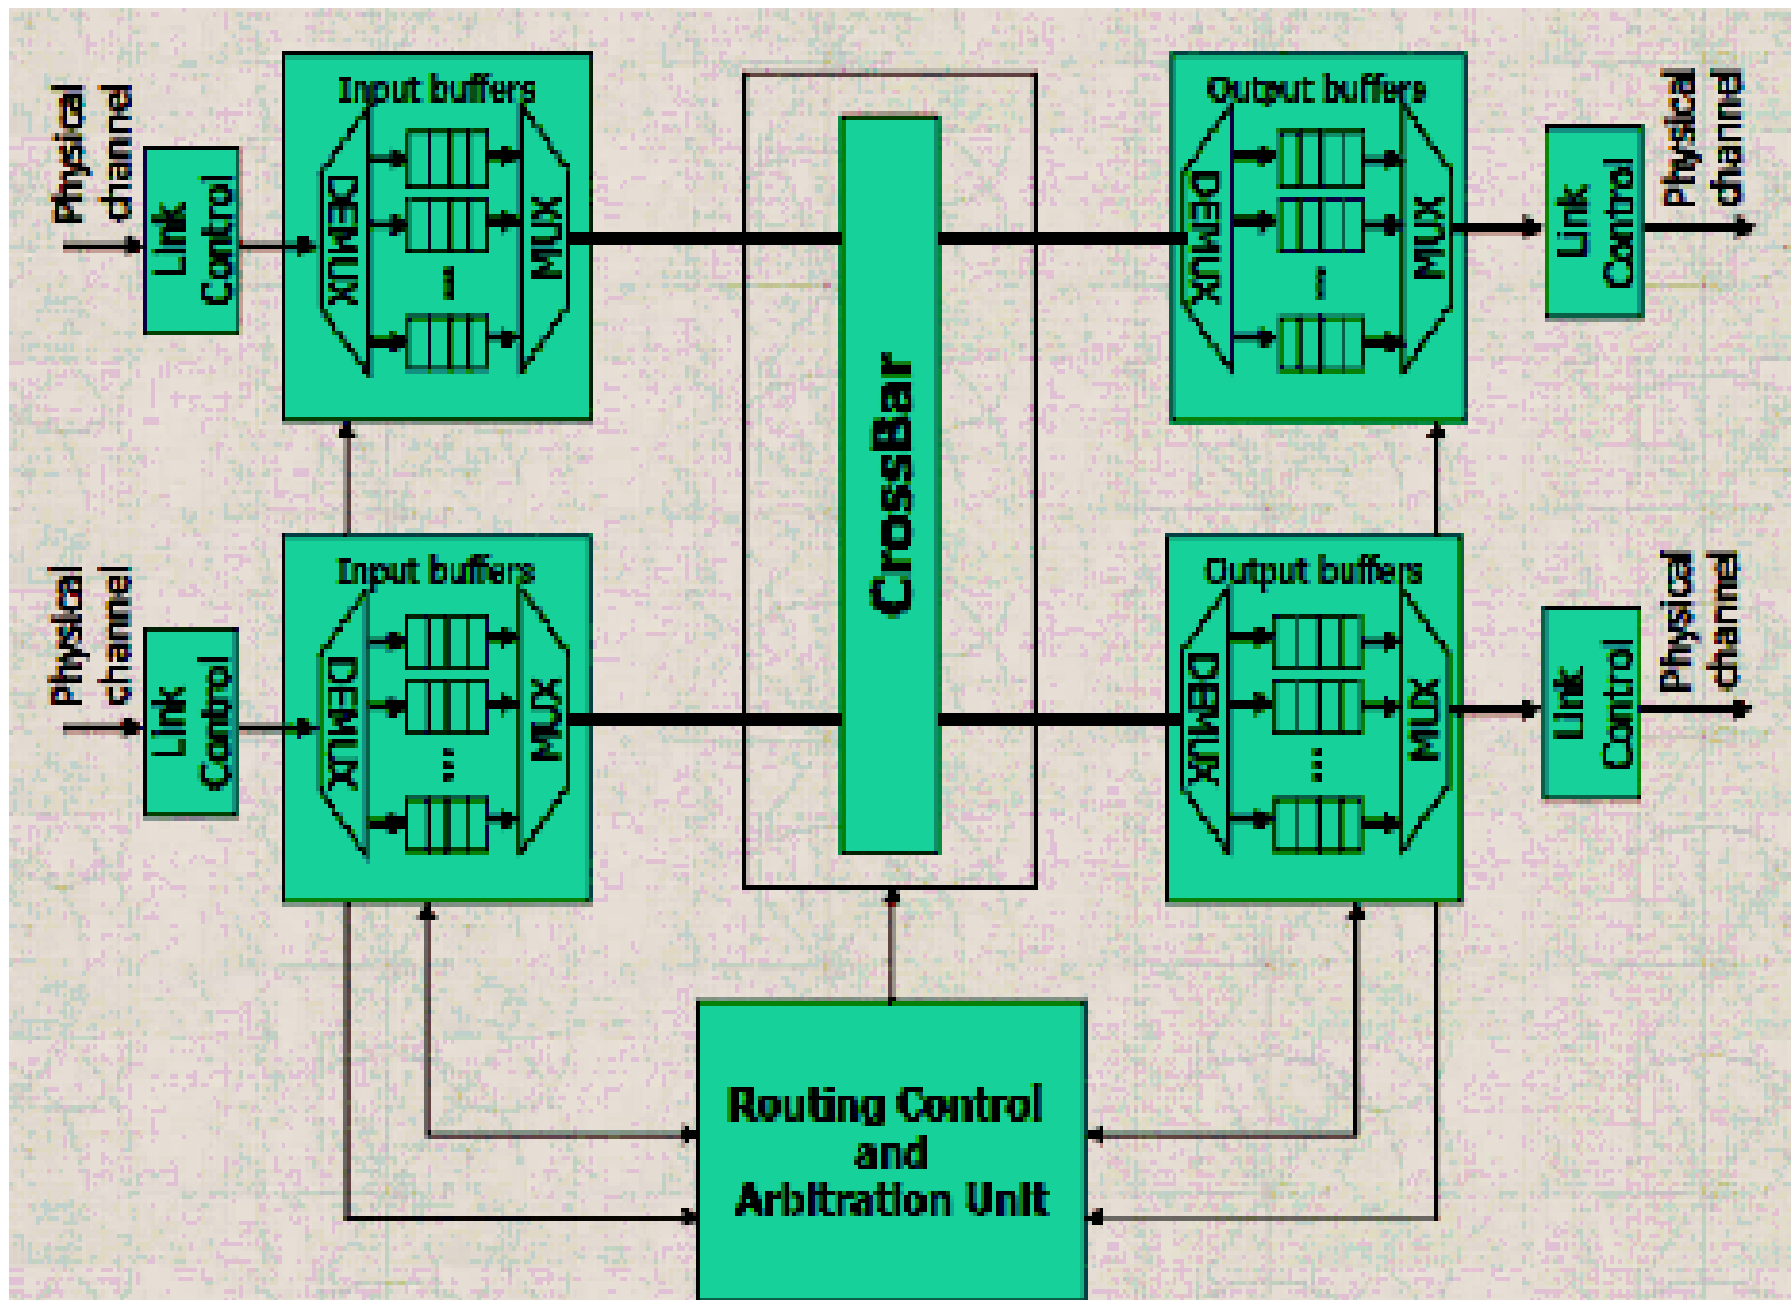 Physical
channel
Link
Control
Input buffers
DEMUX
MUX
CrossBar
Output buffers
DEMUX
MUX
Link
Control
Physical
channel
Physical
channel
Link
Control
Input buffers
DEMUX
...
MUX
Output buffers
DEMUX
...
MUX
Link
Control
Physical
channel
Routing Control
and
Arbitration Unit